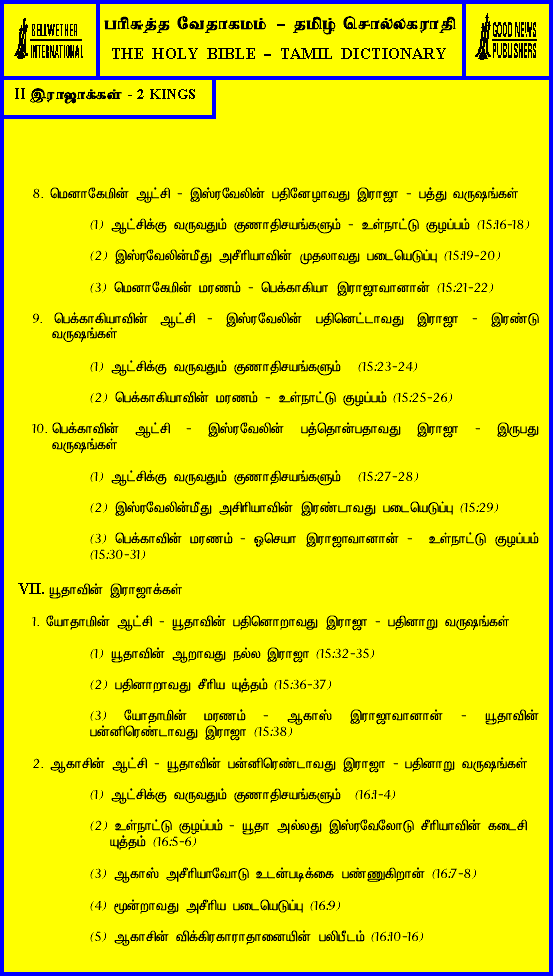 BELLWETHER
INTERNATIONAL
பரிசுத்த வேதாகமம் – தமிழ் சொல்லகராதி
THE HOLY BIBLE – TAMIL DICTIONARY
GOOD NEWS
PUBLISHERS
II இராஜாக்கள் - 2 KINGS
8. மெனாகேமின் ஆட்சி - இஸ்ரவேலின் பதினேழாவது இராஜா - பத்து வருஷங்கள்
(1) ஆட்சிக்கு வருவதும் குணாதிசயங்களும் - உள்நாட்டு குழப்பம் (15:16-18)
(2) இஸ்ரவேலின்மீது அசீரியாவின் முதலாவது படையெடுப்பு (15:19-20)
(3) மெனாகேமின் மரணம் - பெக்காகியா இராஜாவானான் (15:21-22)
9. பெக்காகியாவின் ஆட்சி - இஸ்ரவேலின் பதினெட்டாவது இராஜா - இரண்டு
வருஷங்கள்
(1) ஆட்சிக்கு வருவதும் குணாதிசயங்களும் (15:23-24)
(2) பெக்காகியாவின் மரணம் - உள்நாட்டு குழப்பம் (15:25-26)
10. பெக்காவின் ஆட்சி - இஸ்ரவேலின் பத்தொன்பதாவது இராஜா - இருபது
வருஷங்கள்
(1) ஆட்சிக்கு வருவதும் குணாதிசயங்களும் (15:27-28)
(2) இஸ்ரவேலின்மீது அசிரியாவின் இரண்டாவது படையெடுப்பு (15:29)
(3) பெக்காவின் மரணம் - ஓசெயா இராஜாவானான் - உள்நாட்டு குழப்பம்
(15:30-31)
VII. யூதாவின் இராஜாக்கள்
1. யோதாமின் ஆட்சி - யூதாவின் பதினொறாவது இராஜா - பதினாறு வருஷங்கள்
(1) யூதாவின் ஆறாவது நல்ல இராஜா (15:32-35)
(2) பதினாறாவது சீரிய யுத்தம் (15:36-37)
(3) யோதாமின் மரணம் - ஆகாஸ் இராஜாவானான் - யூதாவின்
பன்னிரெண்டாவது இராஜா (15:38)
2. ஆகாசின் ஆட்சி - யூதாவின் பன்னிரெண்டாவது இராஜா - பதினாறு வருஷங்கள்
(1) ஆட்சிக்கு வருவதும் குணாதிசயங்களும் (16:1-4)
(2) உள்நாட்டு குழப்பம் - யூதா அல்லது இஸ்ரவேலோடு சீரியாவின் கடைசி
யுத்தம் (16:5-6)
(3) ஆகாஸ் அசீரியாவோடு உடன்படிக்கை பண்ணுகிறான் (16:7-8)
(4) மூன்றாவது அசீரிய படையெடுப்பு (16:9)
(5) ஆகாசின் விக்கிரகாராதானையின் பலிபீடம் (16:10-16)